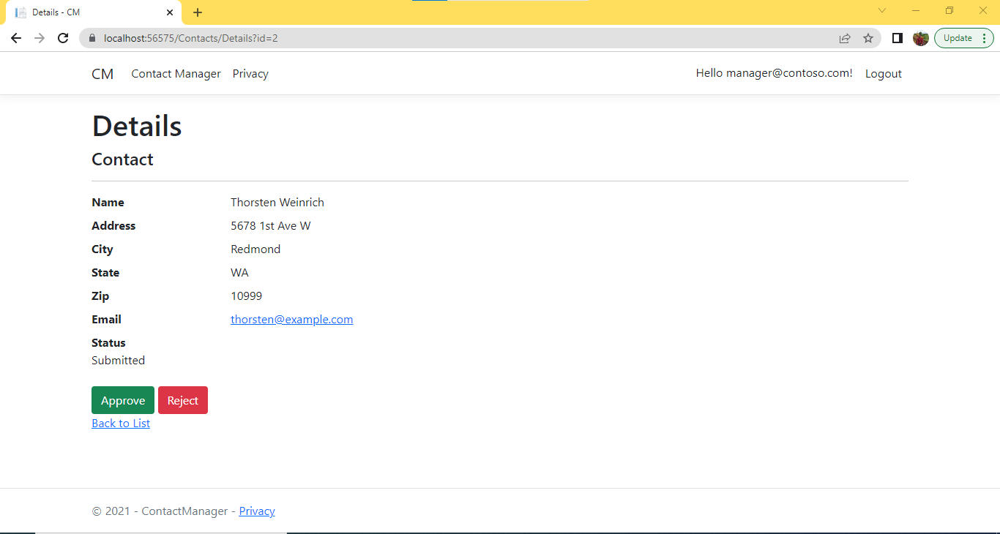 Details - CM
localhost:56575/Contacts/Details?id=2
Update
CM Contact Manager Privacy Hello manager@contoso.com! Logout
Details
Contact
Name Thorsten Weinrich
Address 5678 1st Ave W
City Redmond
State WA
Zip 10999
Email thorsten@example.com
Status
Submitted
Approve Reject
Back to List
© 2021 - ContactManager - Privacy